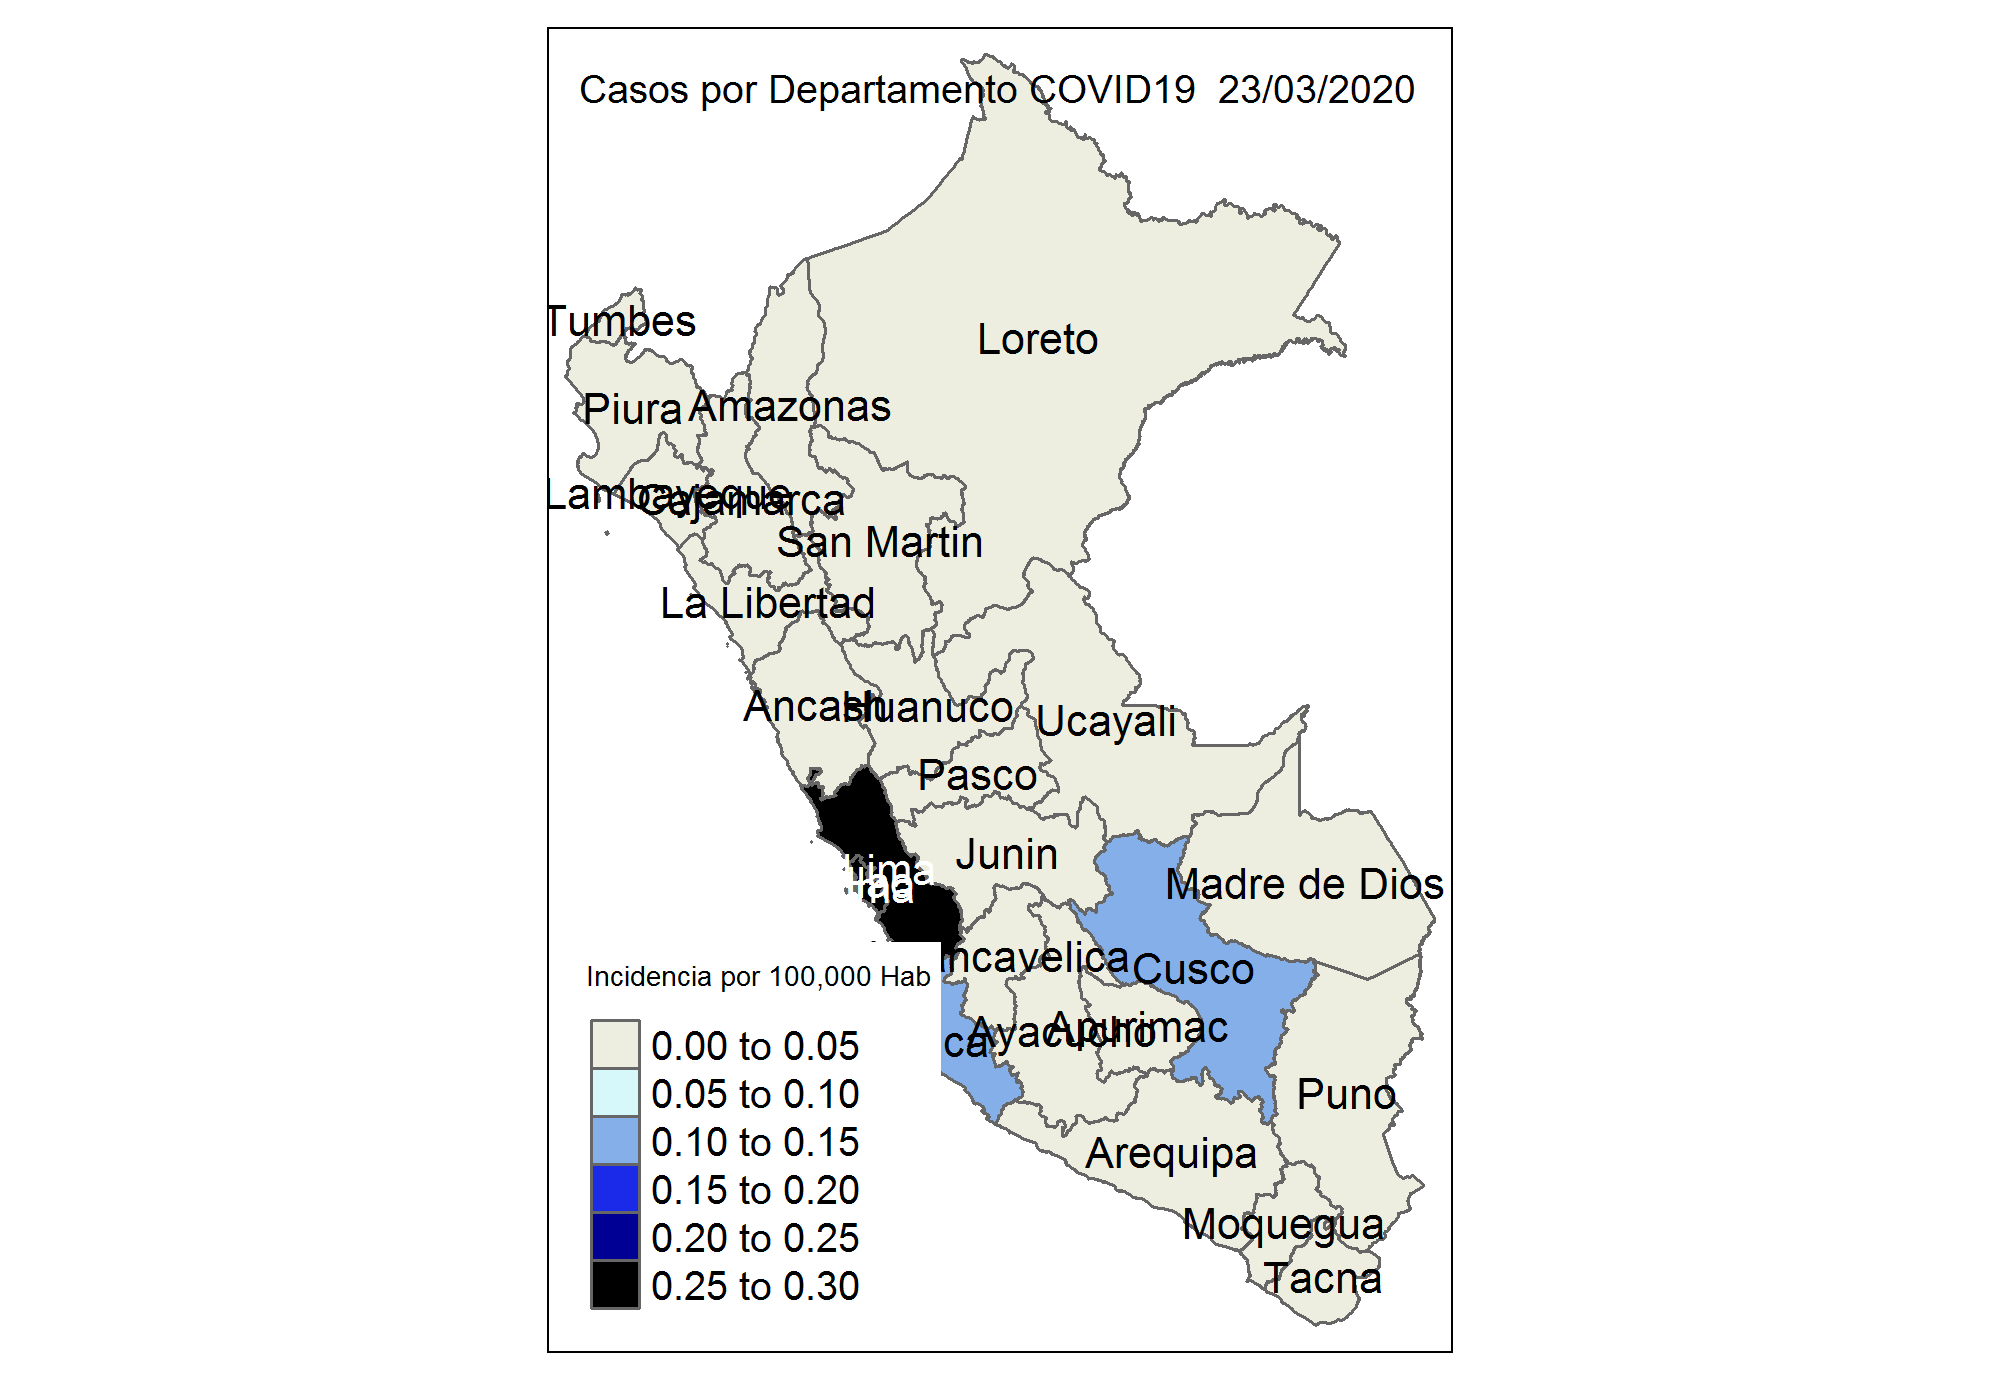 Casos por Departamento COVID19 23/03/2020
Tumbes
Loreto
Piura
Amazonas
Lambayeque
Cajamarca
San Martin
La Libertad
Ancash
Huanuco
Ucayali
Pasco
Junin
Lima
Madre de Dios
ncavelica
Cusco
Apurimac
Ayacucho
ca
Puno
Arequipa
Moquegua
Tacna
Incidencia por 100,000 Hab
0.00 to 0.05
0.05 to 0.10
0.10 to 0.15
0.15 to 0.20
0.20 to 0.25
0.25 to 0.30